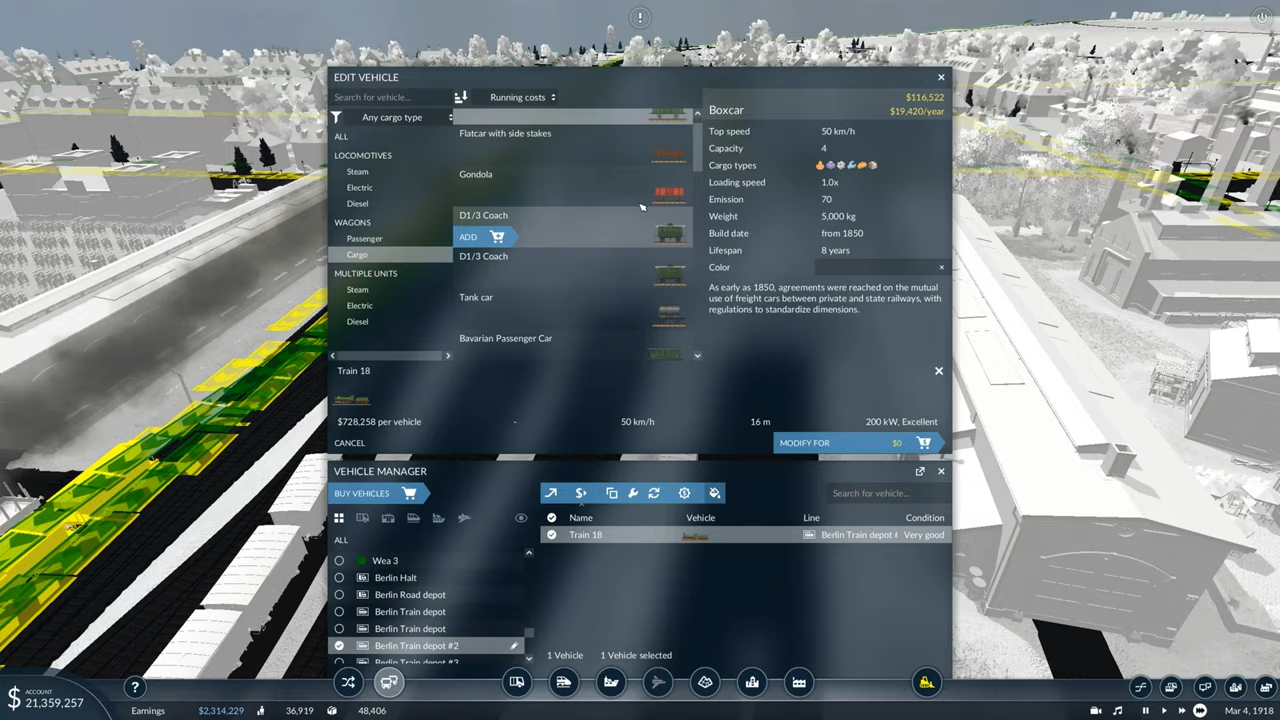 EDIT VEHICLE
Search for vehicle...
Running costs
Any cargo type
ALL
LOCOMOTIVES
Steam
Electric
Diesel
WAGONS
Passenger
Cargo
MULTIPLE UNITS
Steam
Electric
Diesel
Flatcar with side stakes
Gondola
D1/3 Coach
ADD
D1/3 Coach
Tank car
Bavarian Passenger Car
$116,522
Boxcar
$19,420/year
Top speed 50 km/h
Capacity 4
Cargo types
Loading speed 1.0x
Emission 70
Weight 5,000 kg
Build date from 1850
Lifespan 8 years
Color
As early as 1850, agreements were reached on the mutual
use of freight cars between private and state railways, with
regulations to standardize dimensions.
Train 18
$728,258 per vehicle - 50 km/h 16 m 200 kW, Excellent
CANCEL
MODIFY FOR $0
VEHICLE MANAGER
BUY VEHICLES
Search for vehicle...
ALL
Wea 3
Berlin Halt
Berlin Road depot
Berlin Train depot
Berlin Train depot
Berlin Train depot #2
Berlin Train depot #3
Name Vehicle Line Condition
Train 18 Berlin Train depot Very good
1 Vehicle 1 Vehicle selected
$ ACCOUNT
21,359,257
?
Earnings $2,314,229 36,919 48,406
Mar 4, 1918